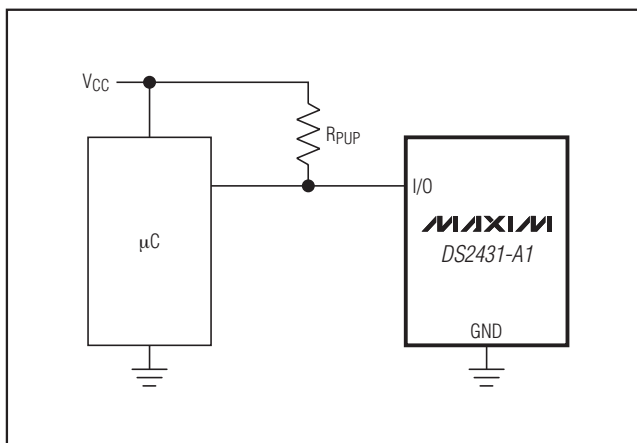 VCC
RPUP
I/O
µC
MAXIM
DS2431-A1
GND